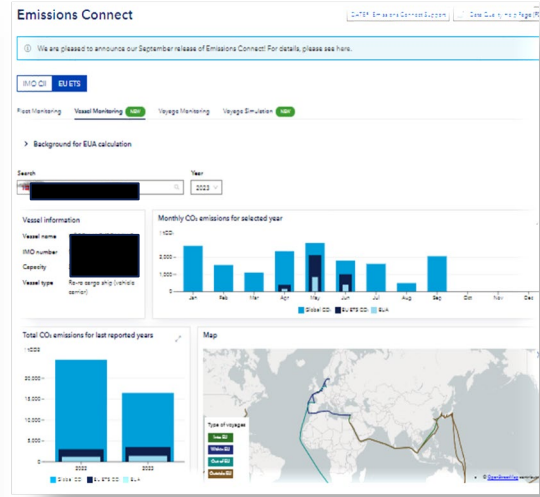 Emissions Connect
DATE® Emissions Connect Support
Data Quality Help Page
We are pleased to announce our September release of Emissions Connect! For details, please see here.
IMO CII EU ETS
Fleet Monitoring Vessel Monitoring NEW Voyage Monitoring Voyage Simulation NEW
Background for EUA calculation
Search Year
2023
Vessel information
Vessel name
IMO number
Capacity
Vessel type Ro-ro cargo ship (vehicle carrier)
Monthly CO₂ emissions for selected year
2,000
1,000
0
Jan Feb Mar Apr May Jun Jul Aug Sep Oct Nov Dec
Global CO₂ EU ETS CO₂ EUA
Total CO₂ emissions for last reported years
20,000
15,000
10,000
5,000
0
Global CO₂ EU ETS CO₂ EUA
Map
Type of voyages
Into EU
Within EU
Out of EU
Outside EU
© OpenStreetMap